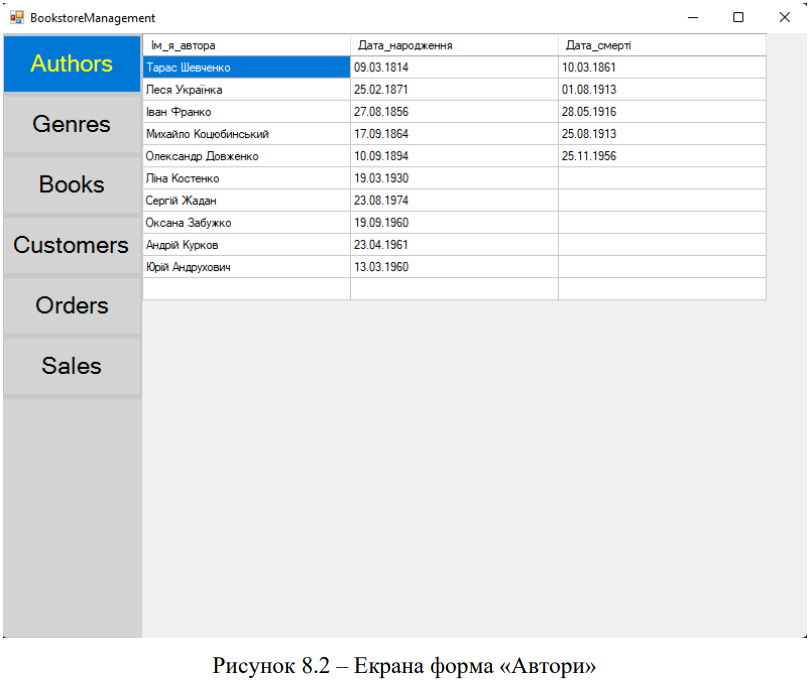 BookstoreManagement
Authors
Genres
Books
Customers
Orders
Sales
Ім_я_автора Дата_народження Дата_смерті
Тарас Шевченко 09.03.1814 10.03.1861
Леся Українка 25.02.1871 01.08.1913
Іван Франко 27.08.1856 28.05.1916
Михайло Коцюбинський 17.09.1864 25.08.1913
Олександр Довженко 10.09.1894 25.11.1956
Ліна Костенко 19.03.1930
Сергій Жадан 23.08.1974
Оксана Забужко 19.09.1960
Андрій Курков 23.04.1961
Юрій Андрухович 13.03.1960
Рисунок 8.2 – Екрана форма «Автори»